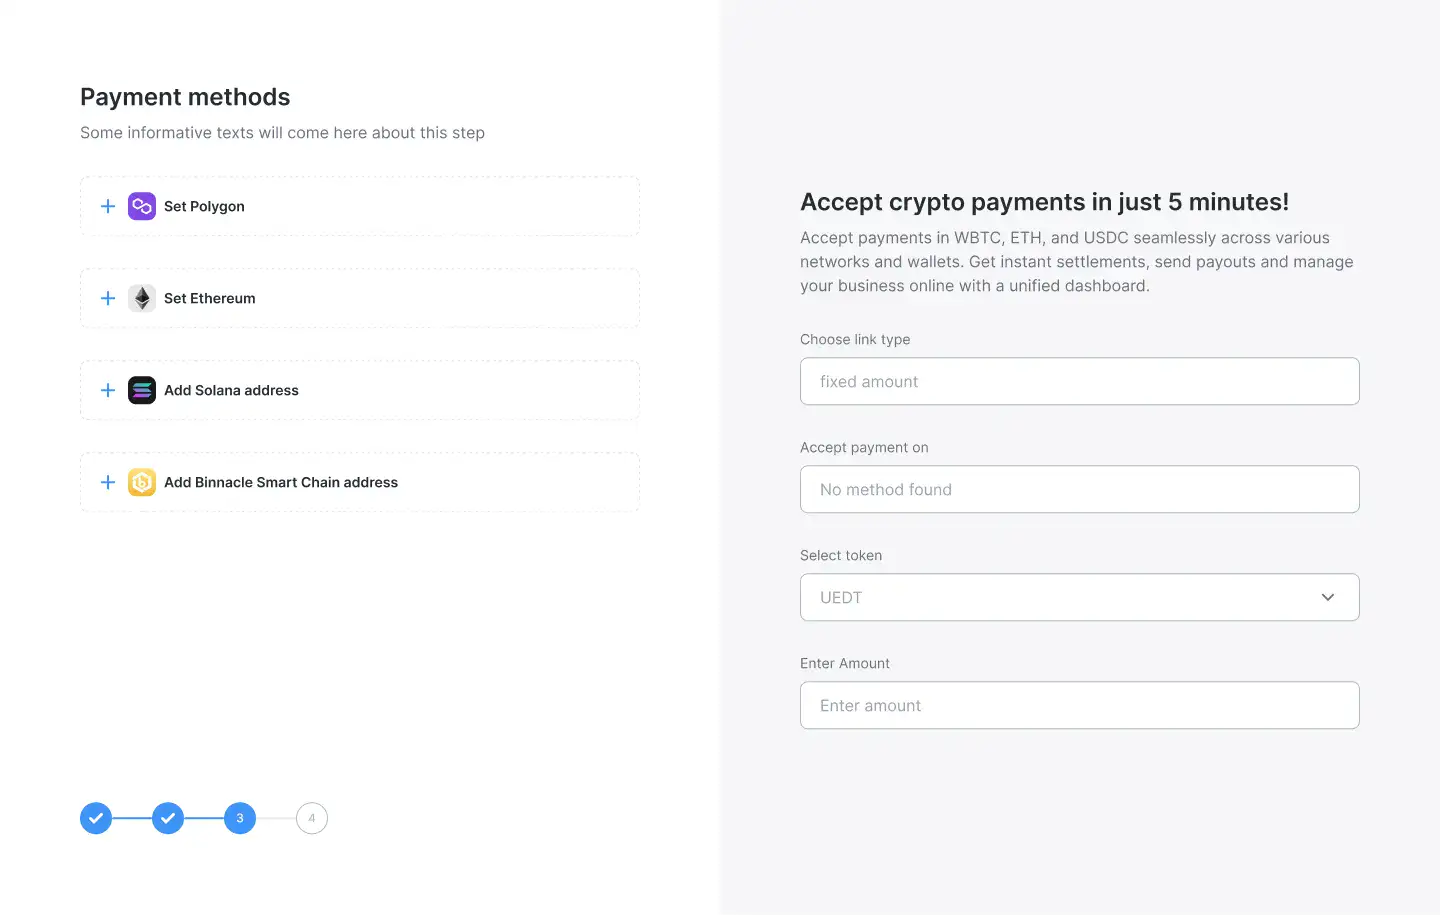 Payment methods
Some informative texts will come here about this step
Set Polygon
Set Ethereum
Add Solana address
Add Binnacle Smart Chain address
3
4
Accept crypto payments in just 5 minutes!
Accept payments in WBTC, ETH, and USDC seamlessly across various
networks and wallets. Get instant settlements, send payouts and manage
your business online with a unified dashboard.
Choose link type
fixed amount
Accept payment on
No method found
Select token
UEDT
Enter Amount
Enter amount